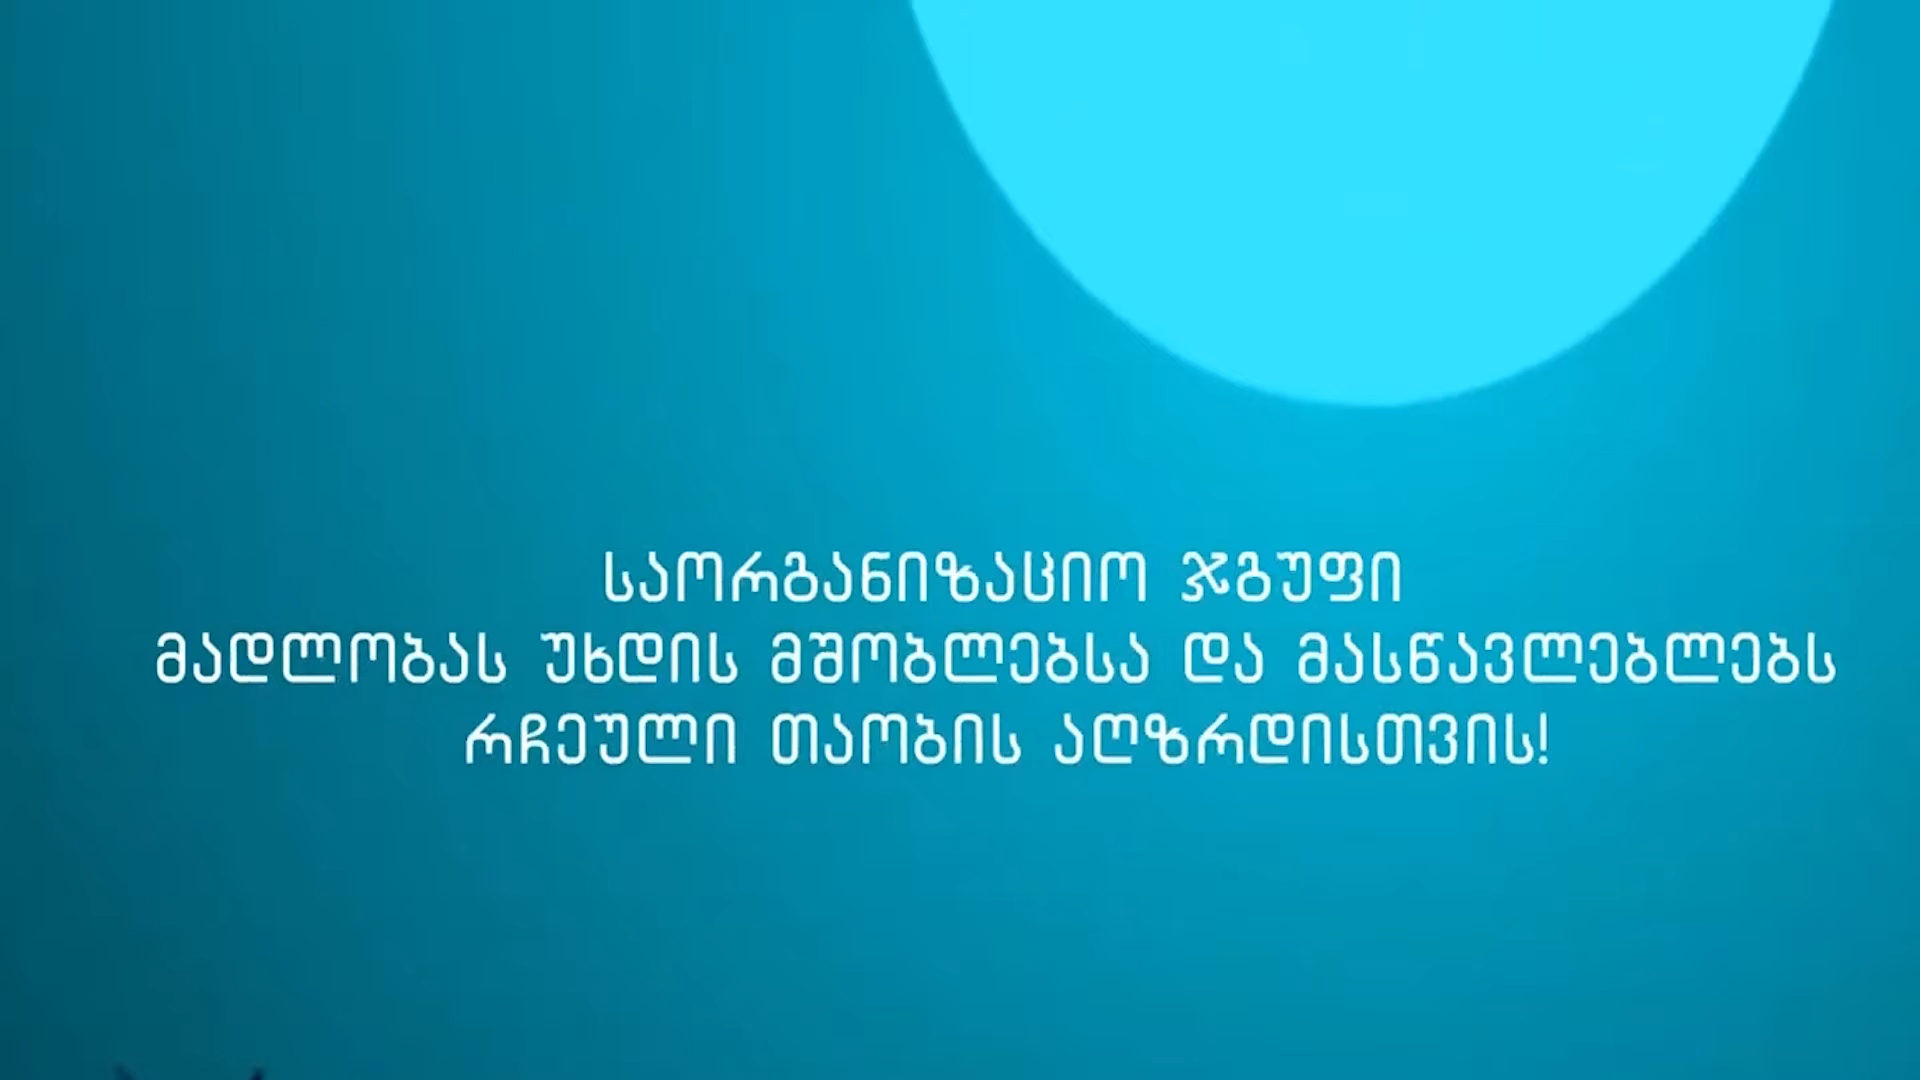 საორგანიზაციო ჯგუფი
მადლობას უხდის მშობლებსა და მასწავლებლებს
რჩეული თაობის აღზრდისთვის!